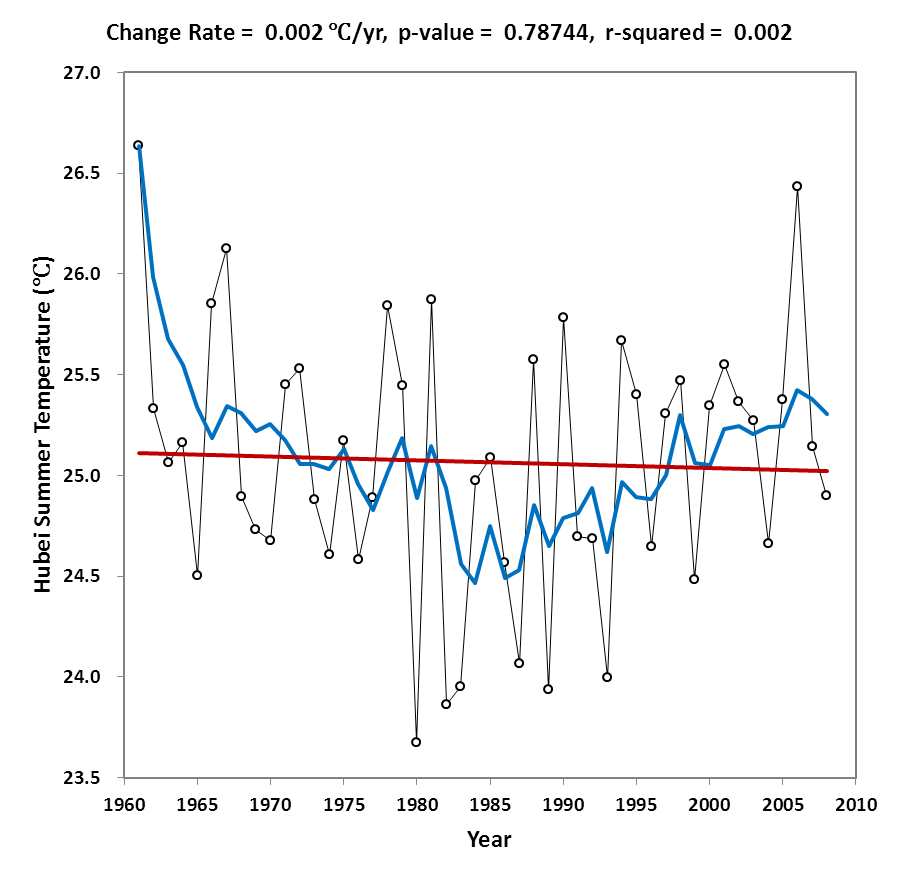 Change Rate = 0.002 ℃/yr, p-value = 0.78744, r-squared = 0.002
27.0
26.5
26.0
25.5
25.0
24.5
24.0
23.5
Hubei Summer Temperature (℃)
1960 1965 1970 1975 1980 1985 1990 1995 2000 2005 2010
Year